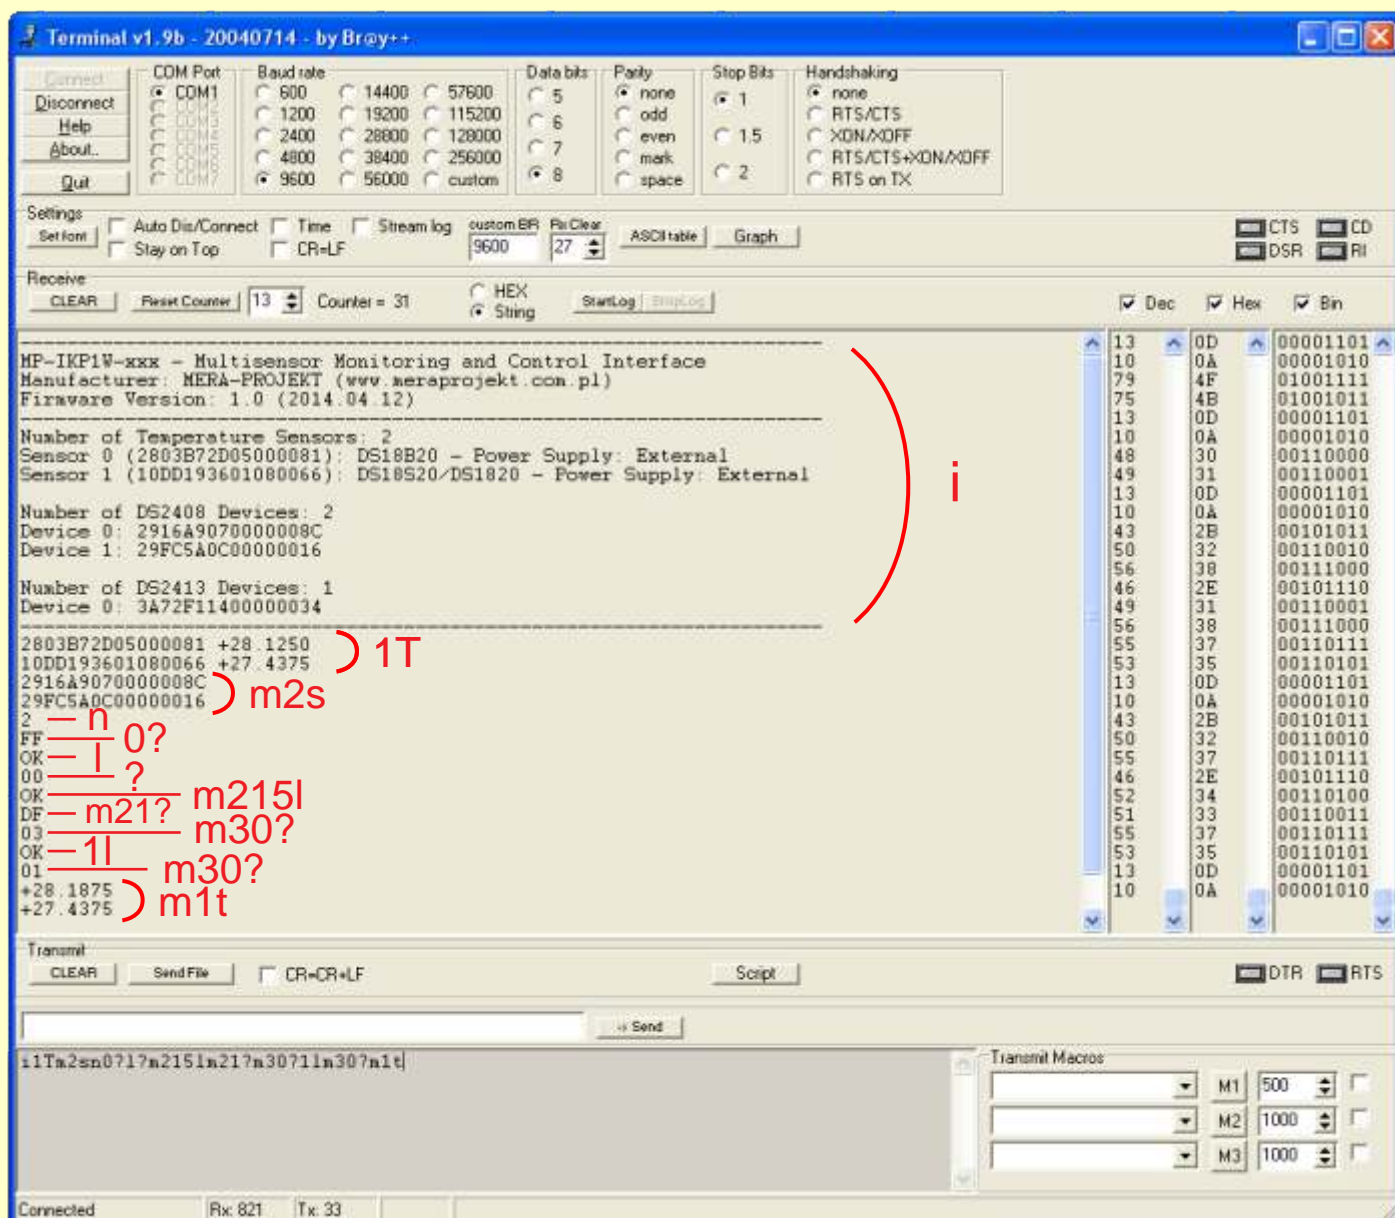 Terminal v1.9b - 20040714 - by Br@y++
Connect
Disconnect
Help
About..
Quit
COM Port
COM1
COM2
COM3
COM4
COM5
COM6
COM7
Baud rate
600 14400 57600
1200 19200 115200
2400 28800 128000
4800 38400 256000
9600 56000 custom
Data bits
5
6
7
8
Parity
none
odd
even
mark
space
Stop Bits
1
1.5
2
Handshaking
none
RTS/CTS
XON/XOFF
RTS/CTS+XON/XOFF
RTS on TX
Settings
Set font
Auto Dis/Connect Time Stream log
Stay on Top CR=LF
custom BR Rx Clear
9600 27
ASCII table Graph
CTS CD
DSR RI
Receive
CLEAR Reset Counter 13 Counter = 31
HEX
String
StartLog StopLog
Dec Hex Bin
MP-IKP1W-xxx - Multisensor Monitoring and Control Interface
Manufacturer: MERA-PROJEKT (www.meraprojekt.com.pl)
Firmware Version: 1.0 (2014.04.12)
Number of Temperature Sensors: 2
Sensor 0 (2803B72D05000081): DS18B20 - Power Supply: External
Sensor 1 (10DD193601080066): DS18S20/DS1820 - Power Supply: External
Number of DS2408 Devices: 2
Device 0: 2916A9070000008C
Device 1: 29FC5A0C00000016
Number of DS2413 Devices: 1
Device 0: 3A72F11400000034
i
2803B72D05000081 +28.1250
10DD193601080066 +27.4375
1T
2916A9070000008C
29FC5A0C00000016
m2s
2 n
FF 0?
OK l
00 ?
OK m215l
DF m21?
03 m30?
OK 1l
01 m30?
+28.1875
+27.4375
m1t
13 0D 00001101
10 0A 00001010
79 4F 01001111
75 4B 01001011
13 0D 00001101
10 0A 00001010
48 30 00110000
49 31 00110001
13 0D 00001101
10 0A 00001010
43 2B 00101011
50 32 00110010
56 38 00111000
46 2E 00101110
49 31 00110001
56 38 00111000
55 37 00110111
53 35 00110101
13 0D 00001101
10 0A 00001010
43 2B 00101011
50 32 00110010
55 37 00110111
46 2E 00101110
52 34 00110100
51 33 00110011
55 37 00110111
53 35 00110101
13 0D 00001101
10 0A 00001010
Transmit
CLEAR Send File CR=CR+LF
Script
DTR RTS
-> Send
i1Tm2sn0?l?m215lm21?m30?1lm30?m1t
Transmit Macros
M1 500
M2 1000
M3 1000
Connected Rx: 821 Tx: 33